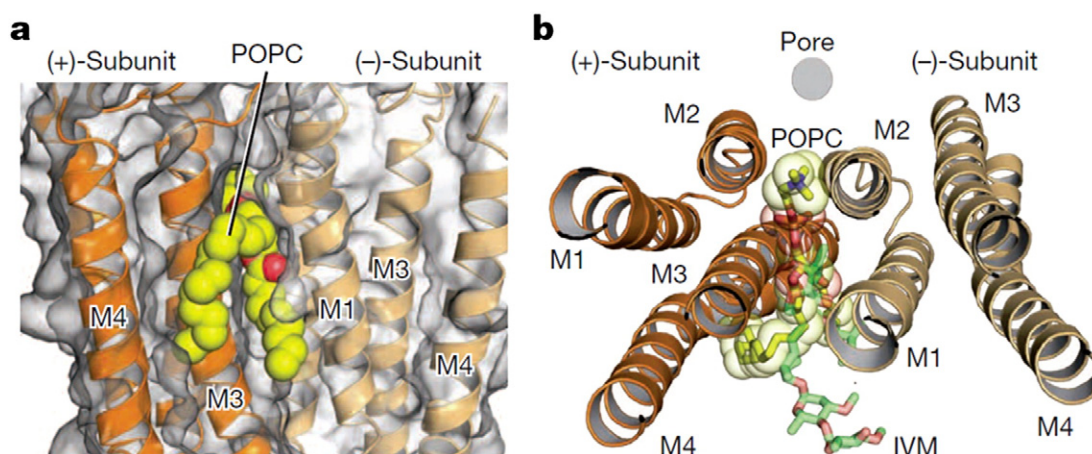 a
POPC
(+)-Subunit
(–)-Subunit
M4
M3
M1
M3
M4
b
Pore
(+)-Subunit
(–)-Subunit
M3
M2
POPC
M2
M1
M3
M1
M4
IVM
M4